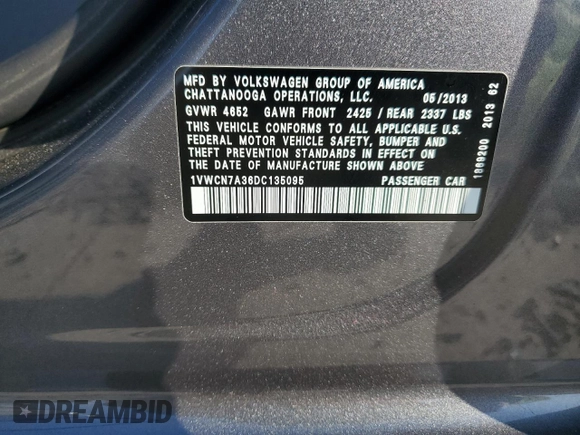 MFD BY VOLKSWAGEN GROUP OF AMERICA
CHATTANOOGA OPERATIONS, LLC. 05/2013
GVWR 4652 GAWR FRONT 2425 / REAR 2337 LBS
THIS VEHICLE CONFORMS TO ALL APPLICABLE U.S.
FEDERAL MOTOR VEHICLE SAFETY, BUMPER AND
THEFT PREVENTION STANDARDS IN EFFECT ON
THE DATE OF MANUFACTURE SHOWN ABOVE
1VWCN7A36DC135095 PASSENGER CAR
1869200 2013 62
DREAMBID